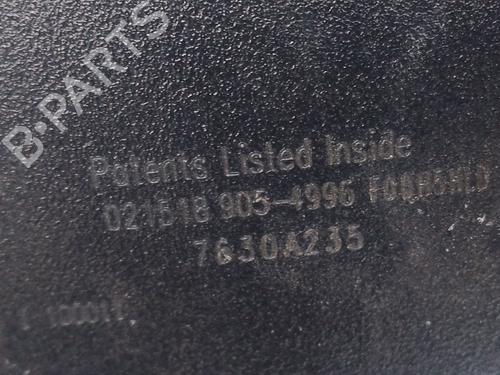 B-PARTS
Patents Listed Inside
021518 905-4996
7630A235